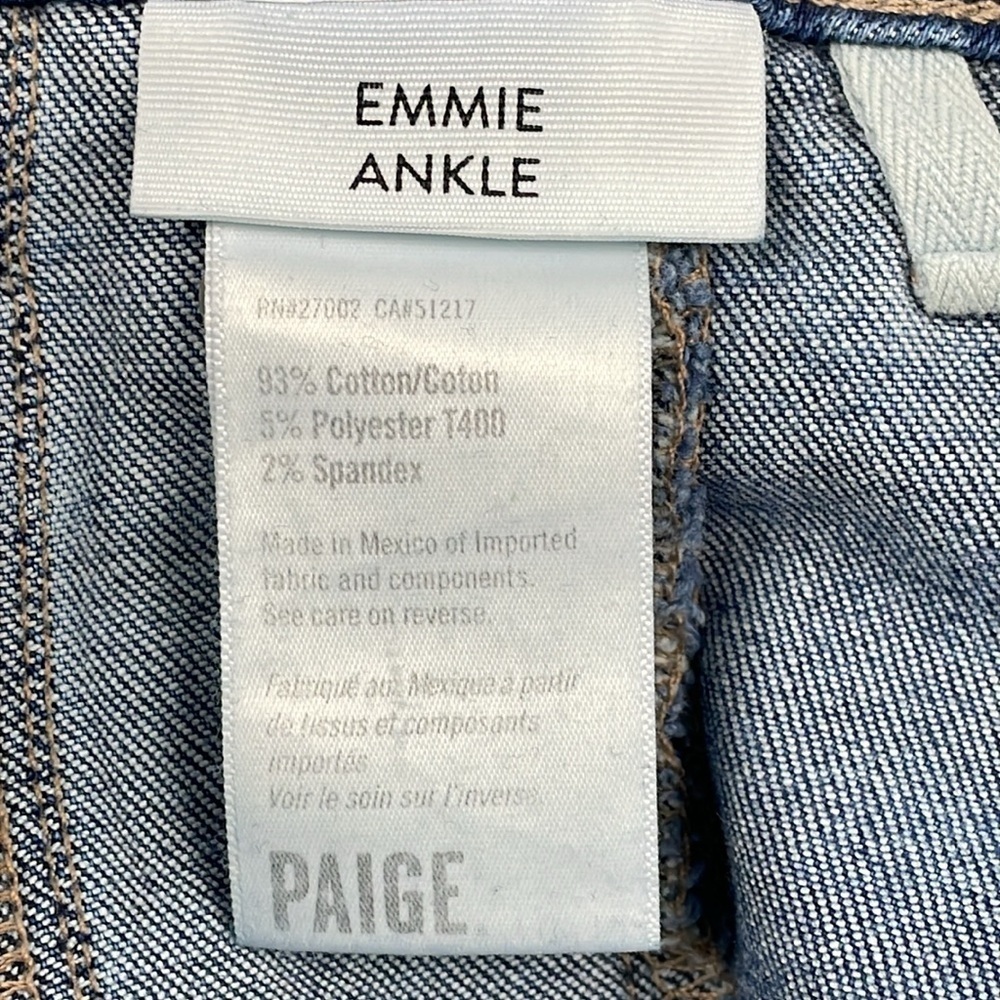 EMMIE
ANKLE
RN#27002 CA#51217
93% Cotton/Coton
5% Polyester T400
2% Spandex
Made in Mexico of Imported
fabric and components.
See care on reverse.
Fabriqué au Mexique a partir
de tissus et composants
importés
Voir le soin sur l'inverse.
PAIGE